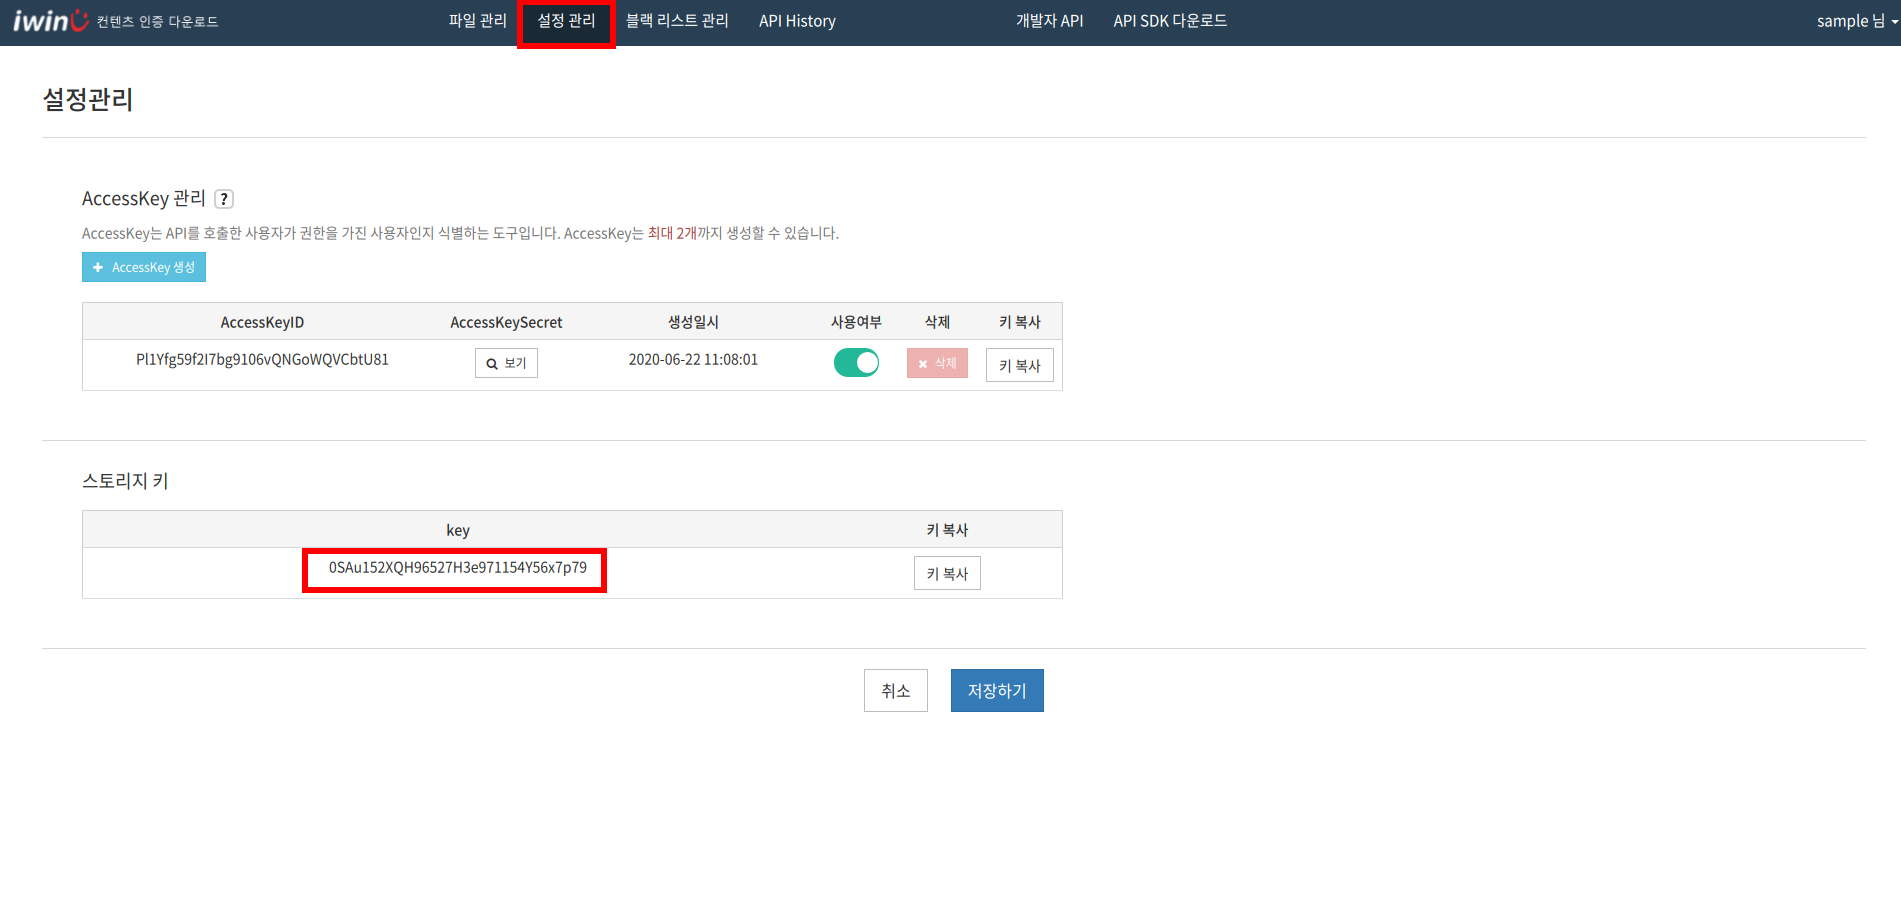 iwinU 컨텐츠 인증 다운로드 파일 관리 설정 관리 블랙 리스트 관리 API History 개발자 API API SDK 다운로드 sample 님
설정관리
AccessKey 관리 ?
AccessKey는 API를 호출한 사용자가 권한을 가진 사용자인지 식별하는 도구입니다. AccessKey는 최대 2개까지 생성할 수 있습니다.
AccessKey 생성
AccessKeyID AccessKeySecret 생성일시 사용여부 삭제 키 복사
Pl1Yfg59f2I7bg9106vQNGoWQVCbtU81 보기 2020-06-22 11:08:01 삭제 키 복사
스토리지 키
key 키 복사
0SAu152XQH96527H3e971154Y56x7p79 키 복사
취소 저장하기